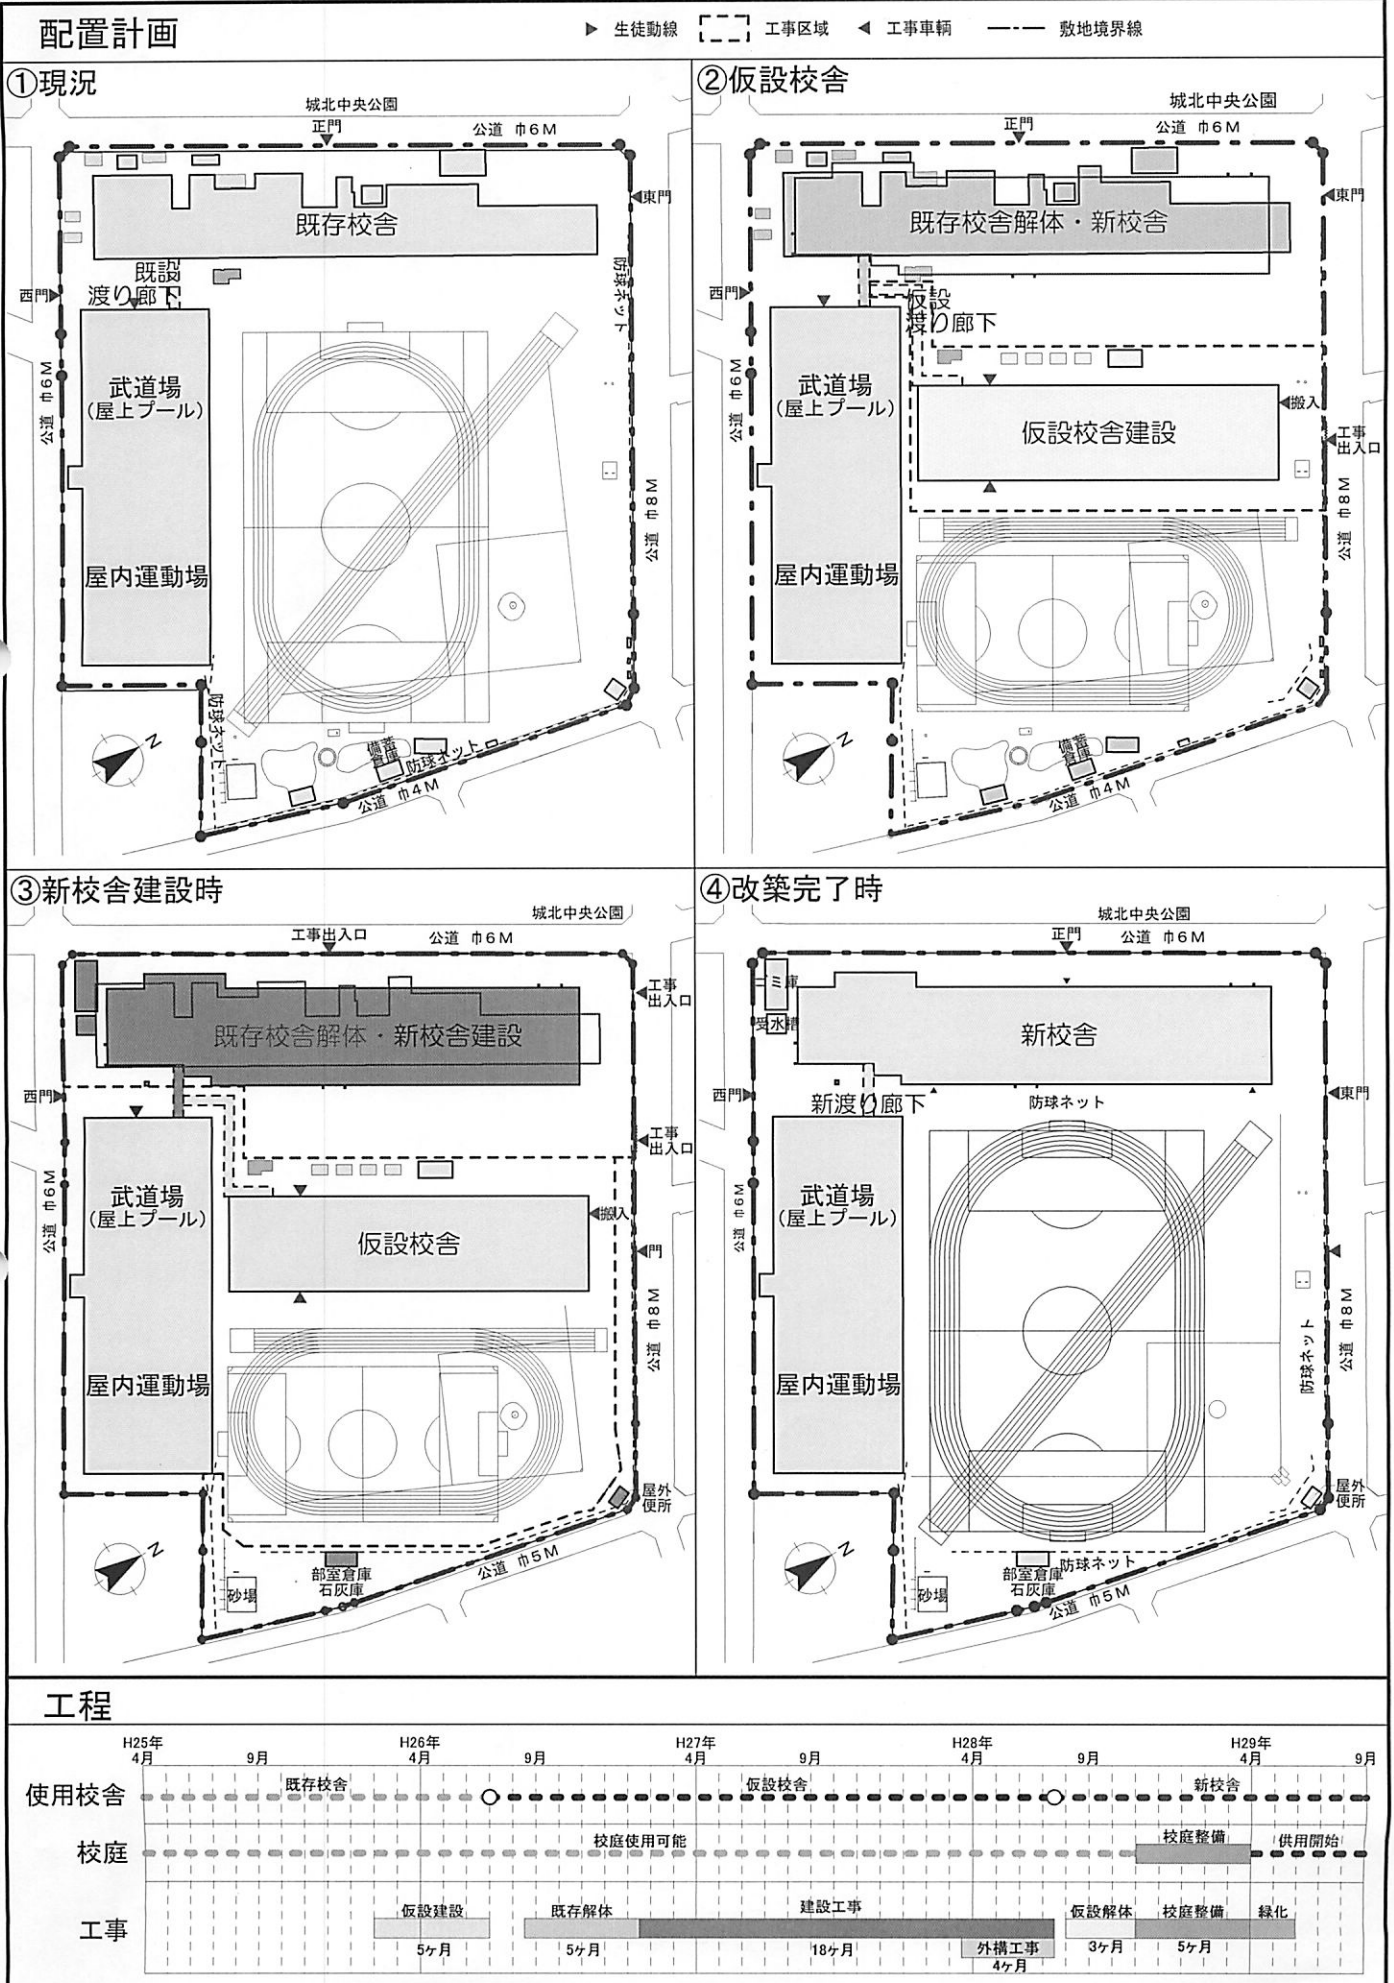 配置計画
生徒動線
工事区域
工事車輌
敷地境界線
①現況
城北中央公園
正門
公道 巾6M
東門
既存校舎
既設
渡り廊下
防球ネット
西門
武道場
(屋上プール)
公道 巾6M
公道 巾8M
屋内運動場
防球ネット
備蓄
倉庫
防球ネット
公道 巾4M
N
②仮設校舎
城北中央公園
正門
公道 巾6M
東門
既存校舎解体・新校舎
西門
仮設
渡り廊下
武道場
(屋上プール)
公道 巾6M
搬入
仮設校舎建設
工事
出入口
公道 巾8M
屋内運動場
備蓄
倉庫
公道 巾4M
N
③新校舎建設時
城北中央公園
工事出入口
公道 巾6M
工事
出入口
既存校舎解体・新校舎建設
西門
工事
出入口
武道場
(屋上プール)
公道 巾6M
搬入
仮設校舎
門
公道 巾8M
屋内運動場
屋外
便所
公道 巾5M
部室倉庫
石灰庫
砂場
N
④改築完了時
城北中央公園
正門
公道 巾6M
ゴミ庫
受水槽
新校舎
西門
新渡り廊下
防球ネット
東門
武道場
(屋上プール)
公道 巾6M
公道 巾8M
防球ネット
屋内運動場
屋外
便所
防球ネット
部室倉庫
石灰庫
公道 巾5M
砂場
N
工程
H25年
4月
9月
H26年
4月
9月
H27年
4月
9月
H28年
4月
9月
H29年
4月
9月
使用校舎
既存校舎
仮設校舎
新校舎
校庭
校庭使用可能
校庭整備
供用開始
工事
仮設建設
5ヶ月
既存解体
5ヶ月
建設工事
18ヶ月
外構工事
4ヶ月
仮設解体
3ヶ月
校庭整備
5ヶ月
緑化